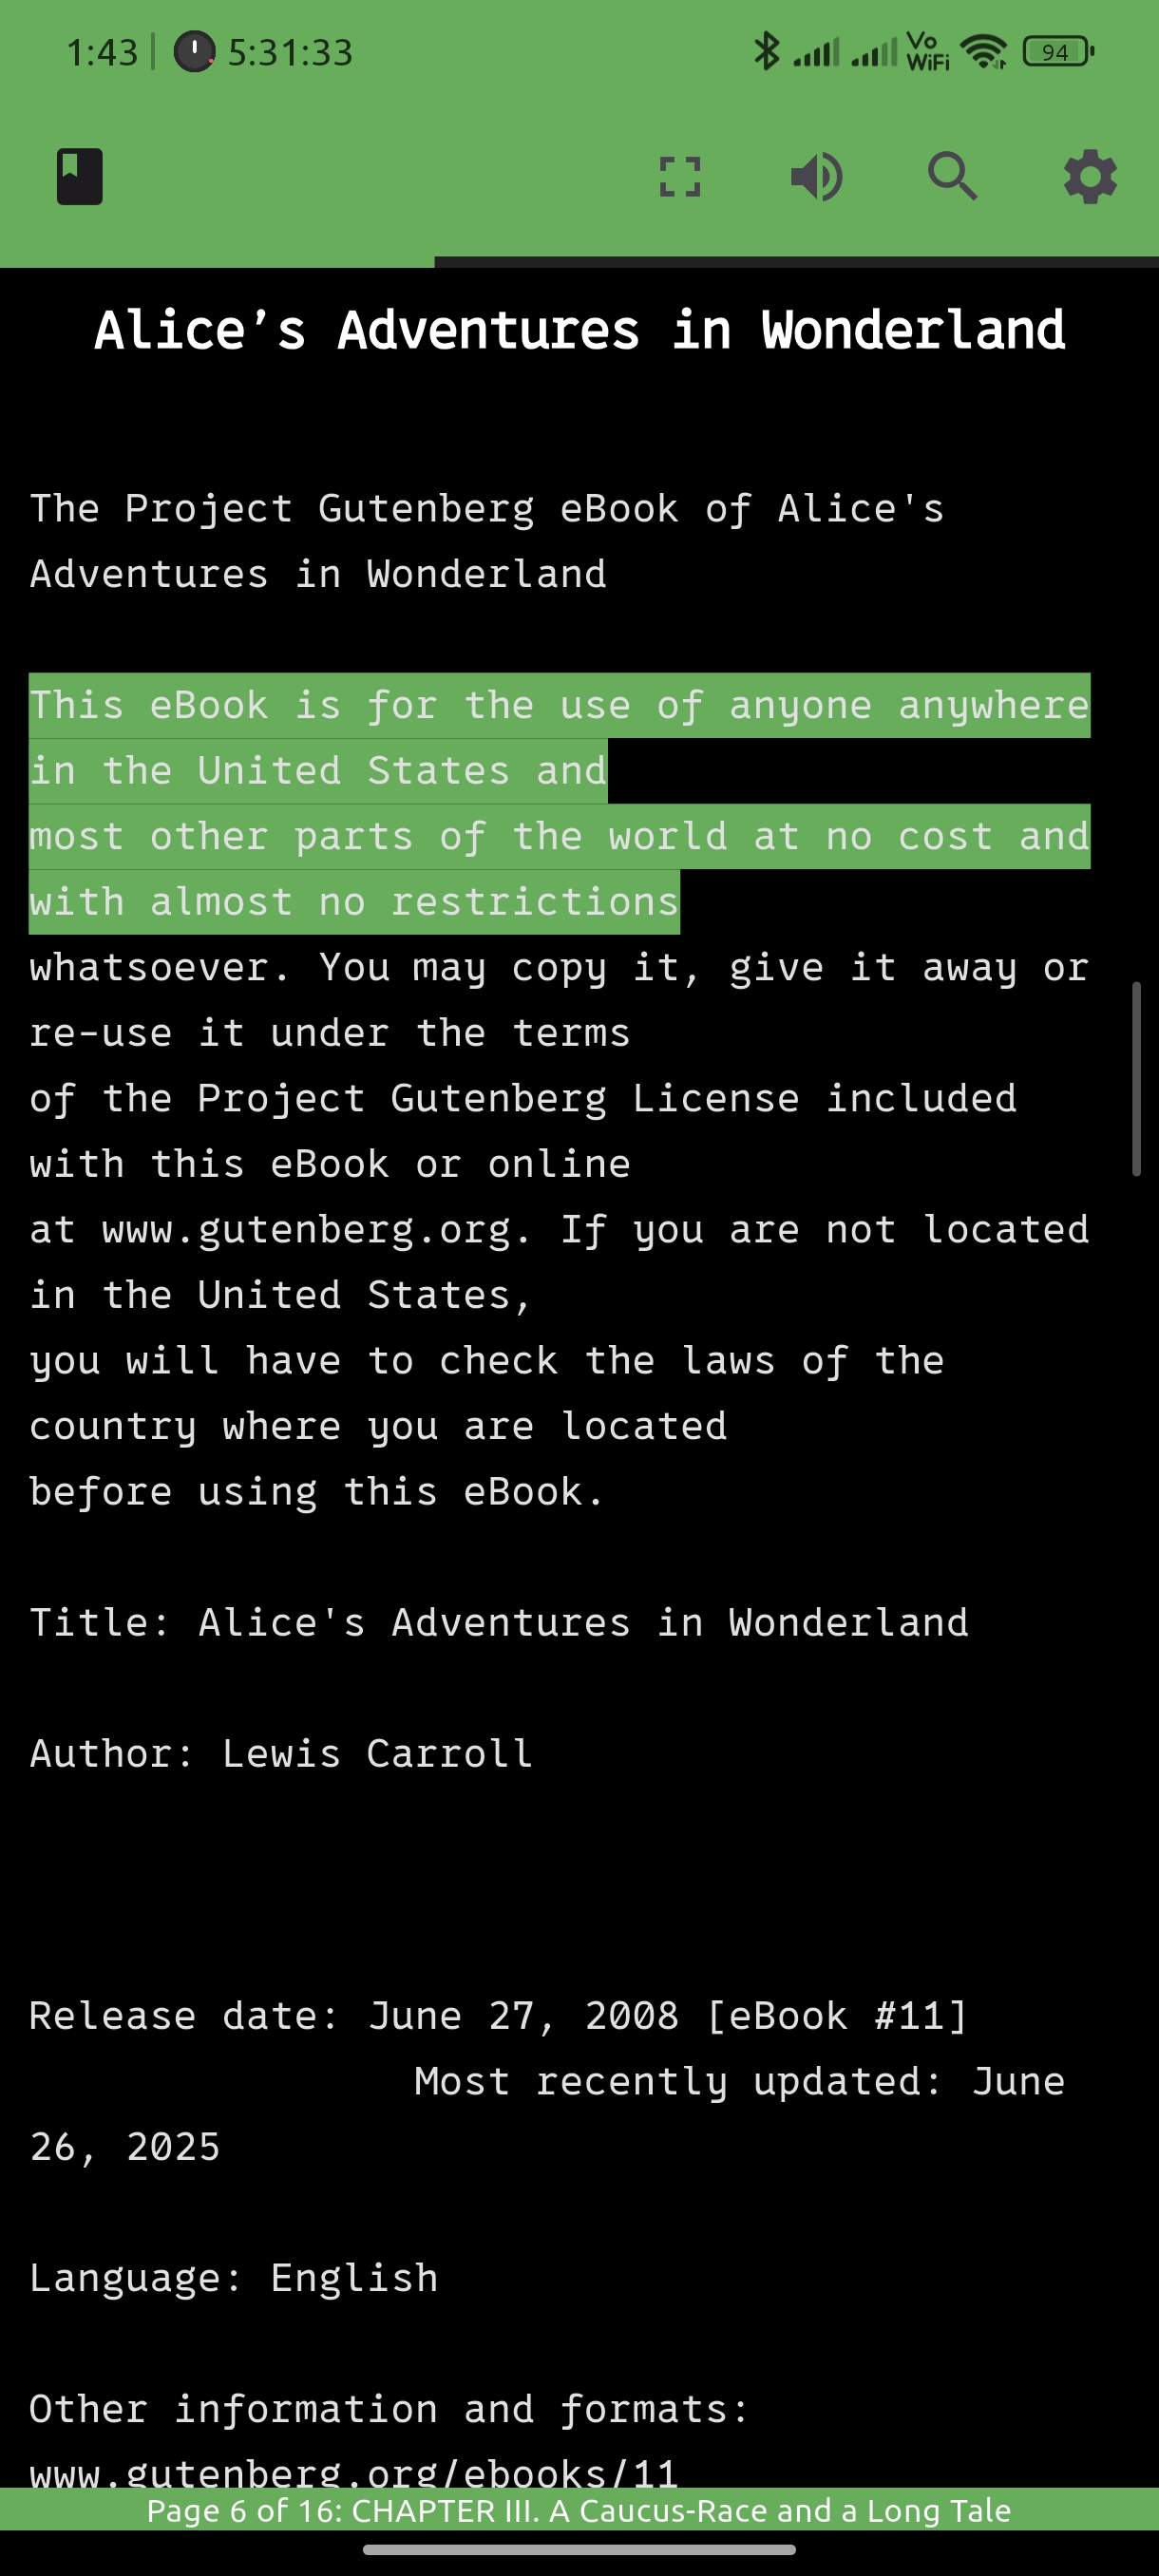 1:43 5:31:33 Vo WiFi 94
Alice’s Adventures in Wonderland
The Project Gutenberg eBook of Alice's
Adventures in Wonderland
This eBook is for the use of anyone anywhere
in the United States and
most other parts of the world at no cost and
with almost no restrictions
whatsoever. You may copy it, give it away or
re-use it under the terms
of the Project Gutenberg License included
with this eBook or online
at www.gutenberg.org. If you are not located
in the United States,
you will have to check the laws of the
country where you are located
before using this eBook.
Title: Alice's Adventures in Wonderland
Author: Lewis Carroll
Release date: June 27, 2008 [eBook #11]
Most recently updated: June
26, 2025
Language: English
Other information and formats:
www.gutenberg.org/ebooks/11
Page 6 of 16: CHAPTER III. A Caucus-Race and a Long Tale